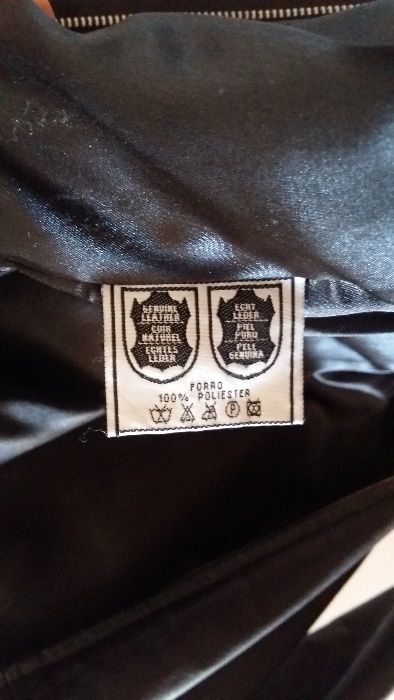 GENUINE
LEATHER
CUIR
NATUREL
ECHTES
LEDER
ECHT
LEDER
PIEL
PURO
PELE
GENUINA
FORRO
100% POLIESTER
P